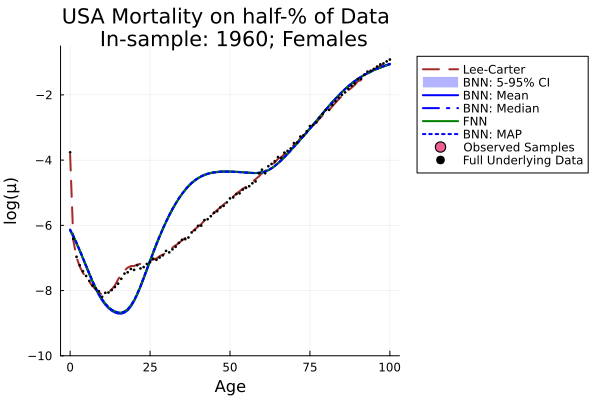 USA Mortality on half-% of Data
In-sample: 1960; Females
log(μ)
−2
−4
−6
−8
−10
0
25
50
75
100
Age
Lee-Carter
BNN: 5-95% CI
BNN: Mean
BNN: Median
FNN
BNN: MAP
Observed Samples
Full Underlying Data